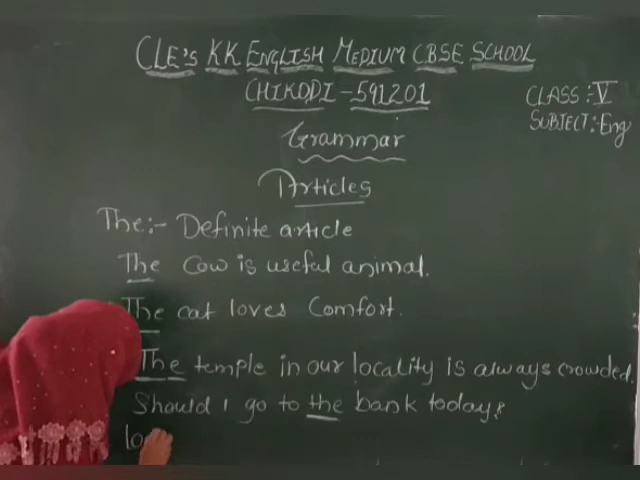 CLE's KK ENGLISH MEDIUM CBSE SCHOOL
CHIKODI - 591201
CLASS : V
SUBJECT:- Eng
Grammar
Articles
The:- Definite article
The Cow is useful animal.
The cat loves Comfort.
The temple in our locality is always crowded.
Should I go to the bank today?